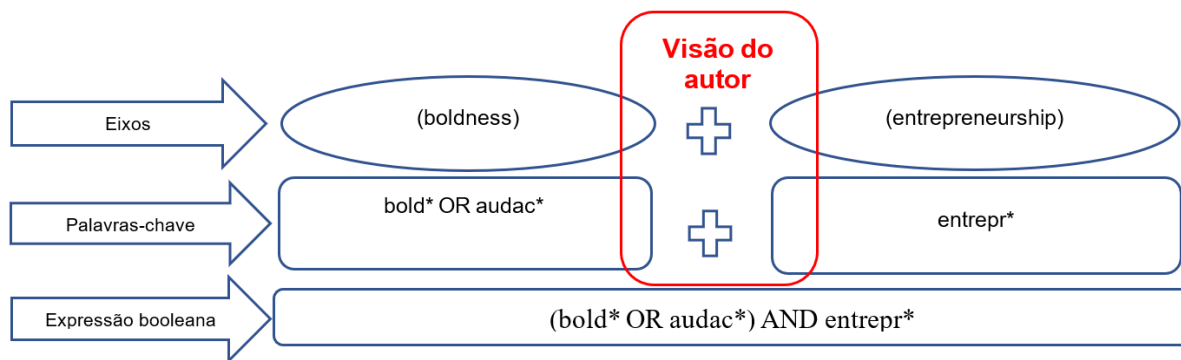 Visão do
autor
Eixos
(boldness)
(entrepreneurship)
Palavras-chave
bold* OR audac*
entrepr*
Expressão booleana
(bold* OR audac*) AND entrepr*